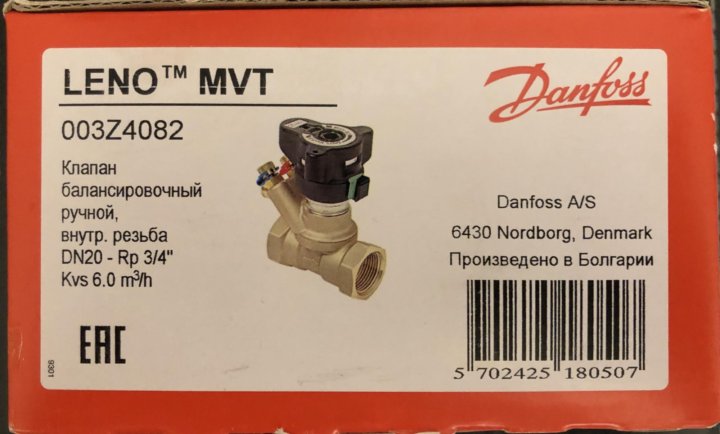 LENO™ MVT
003Z4082
Клапан
балансировочный
ручной,
внутр. резьба
DN20 - Rp 3/4"
Kvs 6.0 m³/h
EAC
9301
Danfoss
Danfoss A/S
6430 Nordborg, Denmark
Произведено в Болгарии
5 702425 180507